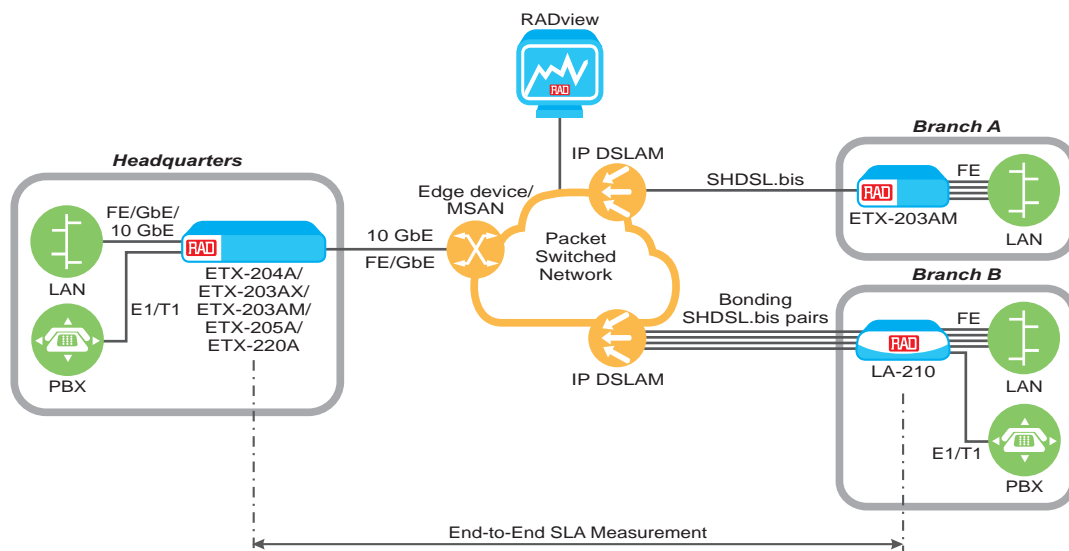 RADview
RAD
Headquarters
FE/GbE/
10 GbE
LAN
RAD
ETX-204A/
ETX-203AX/
ETX-203AM/
ETX-205A/
ETX-220A
E1/T1
PBX
10 GbE
FE/GbE
Edge device/
MSAN
IP DSLAM
Packet
Switched
Network
IP DSLAM
SHDSL.bis
Branch A
RAD
ETX-203AM
FE
LAN
Bonding
SHDSL.bis pairs
Branch B
RAD
LA-210
FE
LAN
E1/T1
PBX
End-to-End SLA Measurement